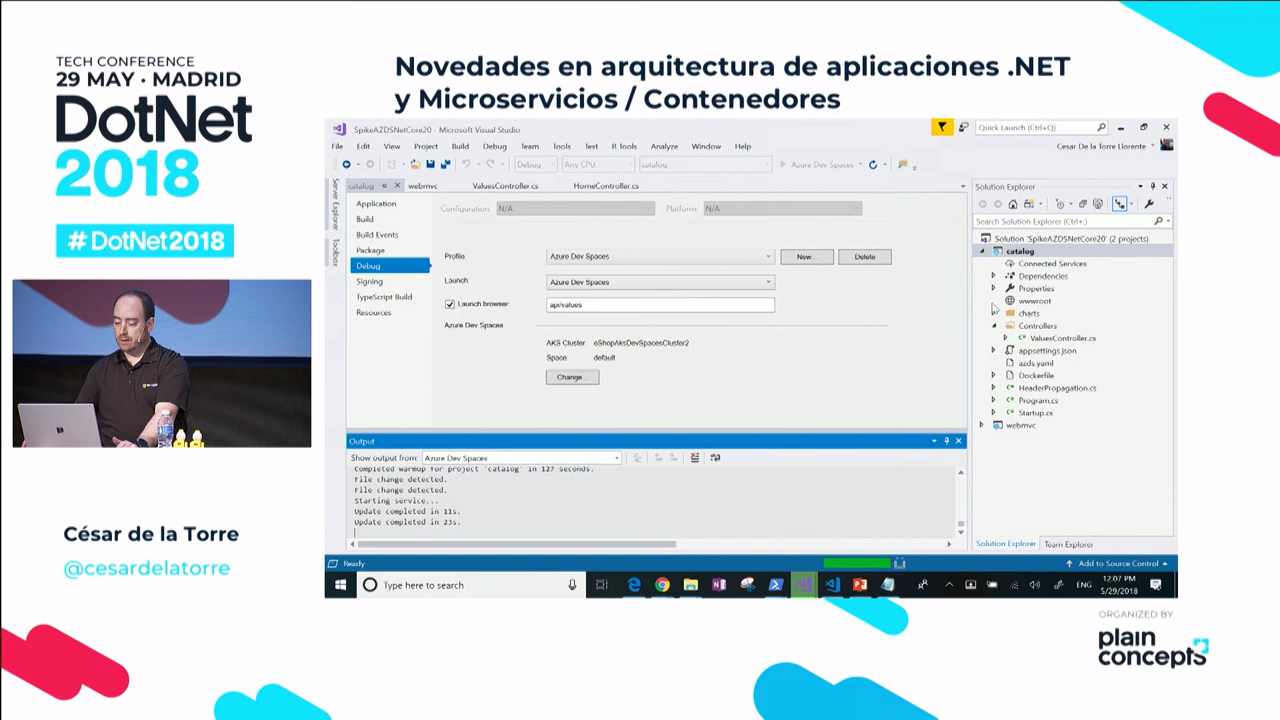 TECH CONFERENCE
29 MAY · MADRID
DotNet
2018
#DotNet2018
Novedades en arquitectura de aplicaciones .NET
y Microservicios / Contenedores
SpikeAZDSNetCore20 - Microsoft Visual Studio
Quick Launch (Ctrl+Q)
File Edit View Project Build Debug Team Tools Test R Tools Analyze Window Help
Cesar De la Torre Llorente
Debug Any CPU catalog Azure Dev Spaces
Server Explorer
Toolbox
catalog webmvc ValuesController.cs HomeController.cs
Application
Build
Build Events
Package
Debug
Signing
TypeScript Build
Resources
Configuration: N/A Platform: N/A
Profile Azure Dev Spaces New... Delete
Launch Azure Dev Spaces
Launch browser: api/values
Azure Dev Spaces
AKS Cluster eShopAksDevSpacesCluster2
Space default
Change...
Solution Explorer
Search Solution Explorer (Ctrl+;)
Solution 'SpikeAZDSNetCore20' (2 projects)
catalog
Connected Services
Dependencies
Properties
wwwroot
charts
Controllers
ValuesController.cs
appsettings.json
azds.yaml
Dockerfile
HeaderPropagation.cs
Program.cs
Startup.cs
webmvc
Solution Explorer Team Explorer
Output
Show output from: Azure Dev Spaces
Completed warmup for project 'catalog' in 127 seconds.
File change detected.
File change detected.
Starting service...
Update completed in 11s.
Update completed in 23s.
Ready
Add to Source Control
Type here to search
ENG
12:07 PM
5/29/2018
César de la Torre
@cesardelatorre
ORGANIZED BY
plain
concepts